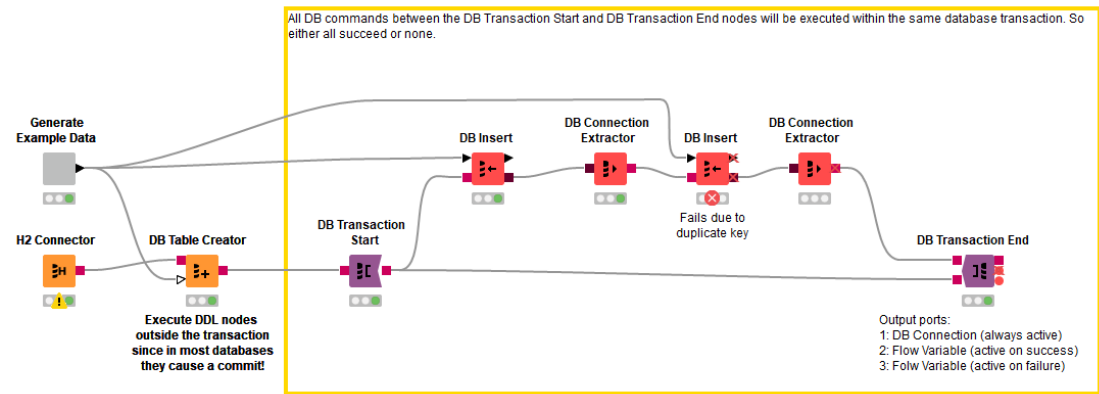 All DB commands between the DB Transaction Start and DB Transaction End nodes will be executed within the same database transaction. So
either all succeed or none.
Generate
Example Data
DB Insert
DB Connection
Extractor
DB Insert
DB Connection
Extractor
Fails due to
duplicate key
H2 Connector
DB Table Creator
DB Transaction
Start
DB Transaction End
Execute DDL nodes
outside the transaction
since in most databases
they cause a commit!
Output ports:
1: DB Connection (always active)
2: Flow Variable (active on success)
3: Folw Variable (active on failure)